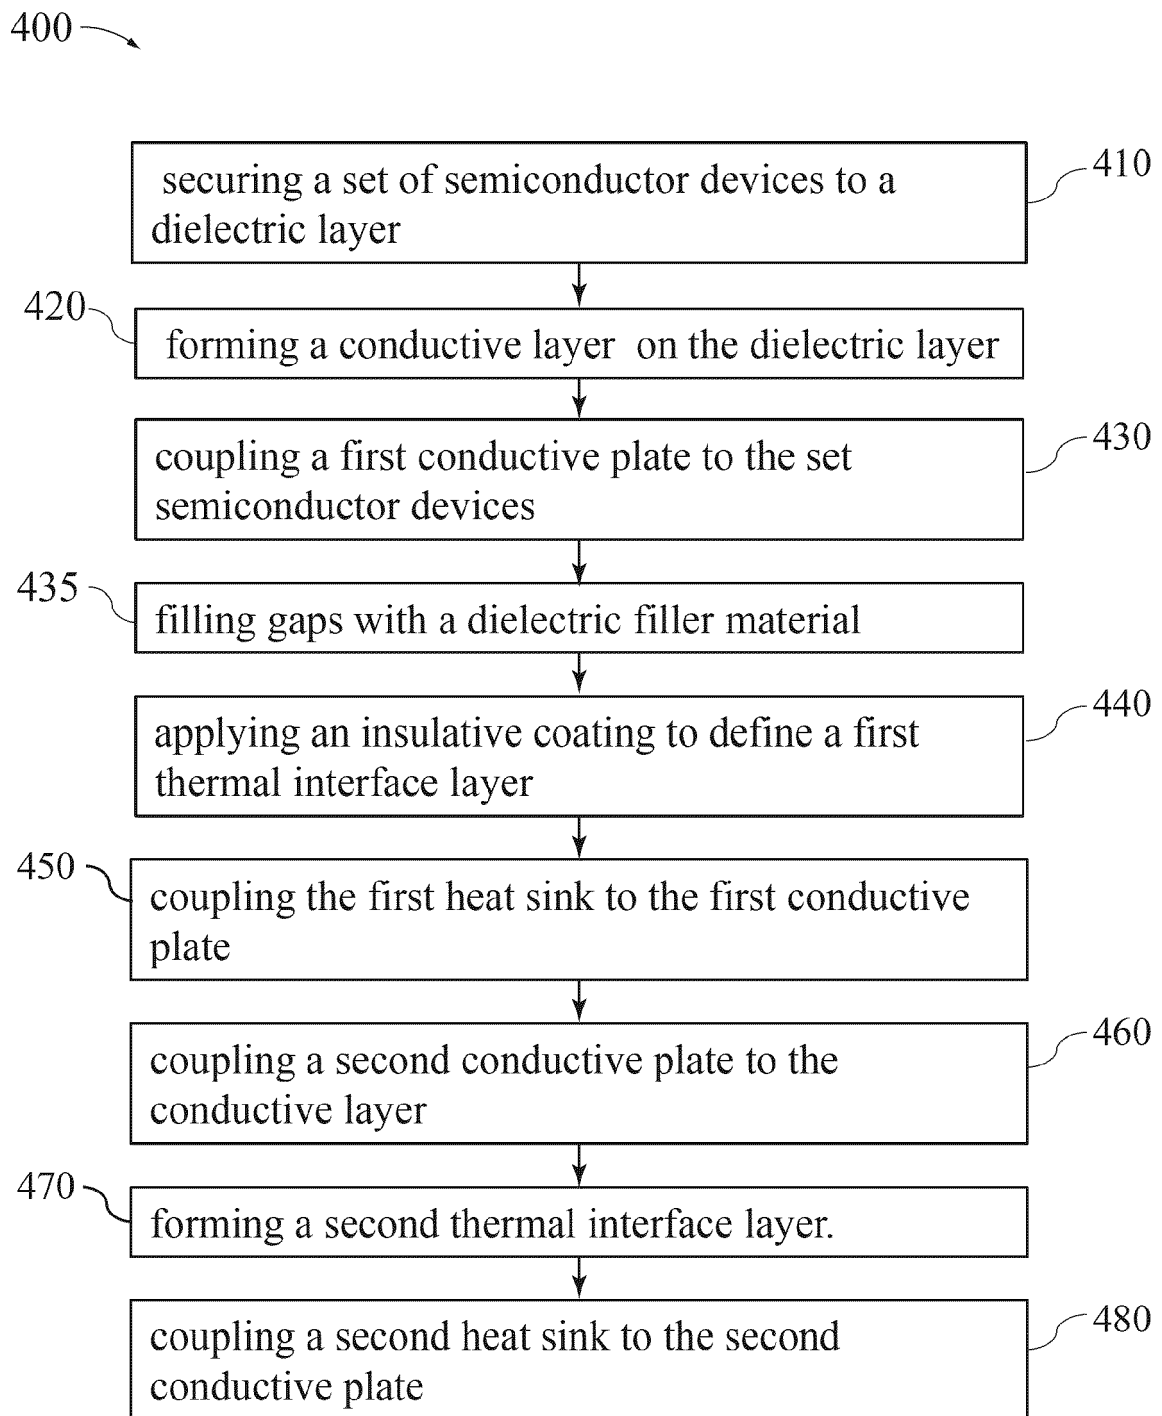 400
securing a set of semiconductor devices to a
dielectric layer
410
420
forming a conductive layer on the dielectric layer
coupling a first conductive plate to the set
semiconductor devices
430
435
filling gaps with a dielectric filler material
applying an insulative coating to define a first
thermal interface layer
440
450
coupling the first heat sink to the first conductive
plate
coupling a second conductive plate to the
conductive layer
460
470
forming a second thermal interface layer.
coupling a second heat sink to the second
conductive plate
480